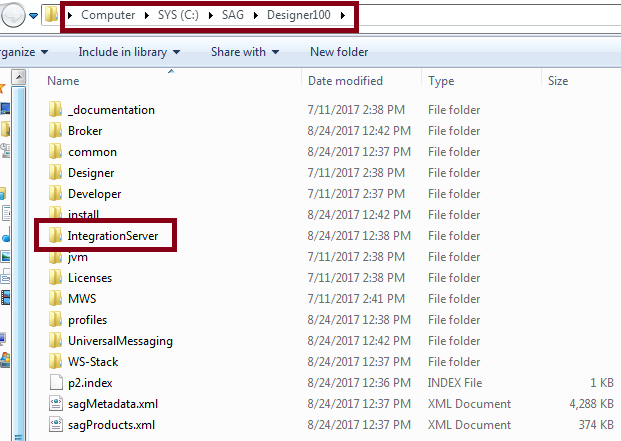 Computer SYS (C:) SAG Designer100
rganize Include in library Share with New folder
Name Date modified Type Size
_documentation 7/11/2017 2:38 PM File folder
Broker 8/24/2017 12:42 PM File folder
common 8/24/2017 12:37 PM File folder
Designer 7/11/2017 2:38 PM File folder
Developer 7/11/2017 2:37 PM File folder
install 8/24/2017 12:42 PM File folder
IntegrationServer 8/24/2017 12:38 PM File folder
jvm 7/11/2017 2:38 PM File folder
Licenses 7/11/2017 2:38 PM File folder
MWS 7/11/2017 2:41 PM File folder
profiles 8/24/2017 12:38 PM File folder
UniversalMessaging 8/24/2017 12:42 PM File folder
WS-Stack 8/24/2017 12:37 PM File folder
p2.index 8/24/2017 12:36 PM INDEX File 1 KB
sagMetadata.xml 8/24/2017 12:37 PM XML Document 4,288 KB
sagProducts.xml 8/24/2017 12:37 PM XML Document 374 KB